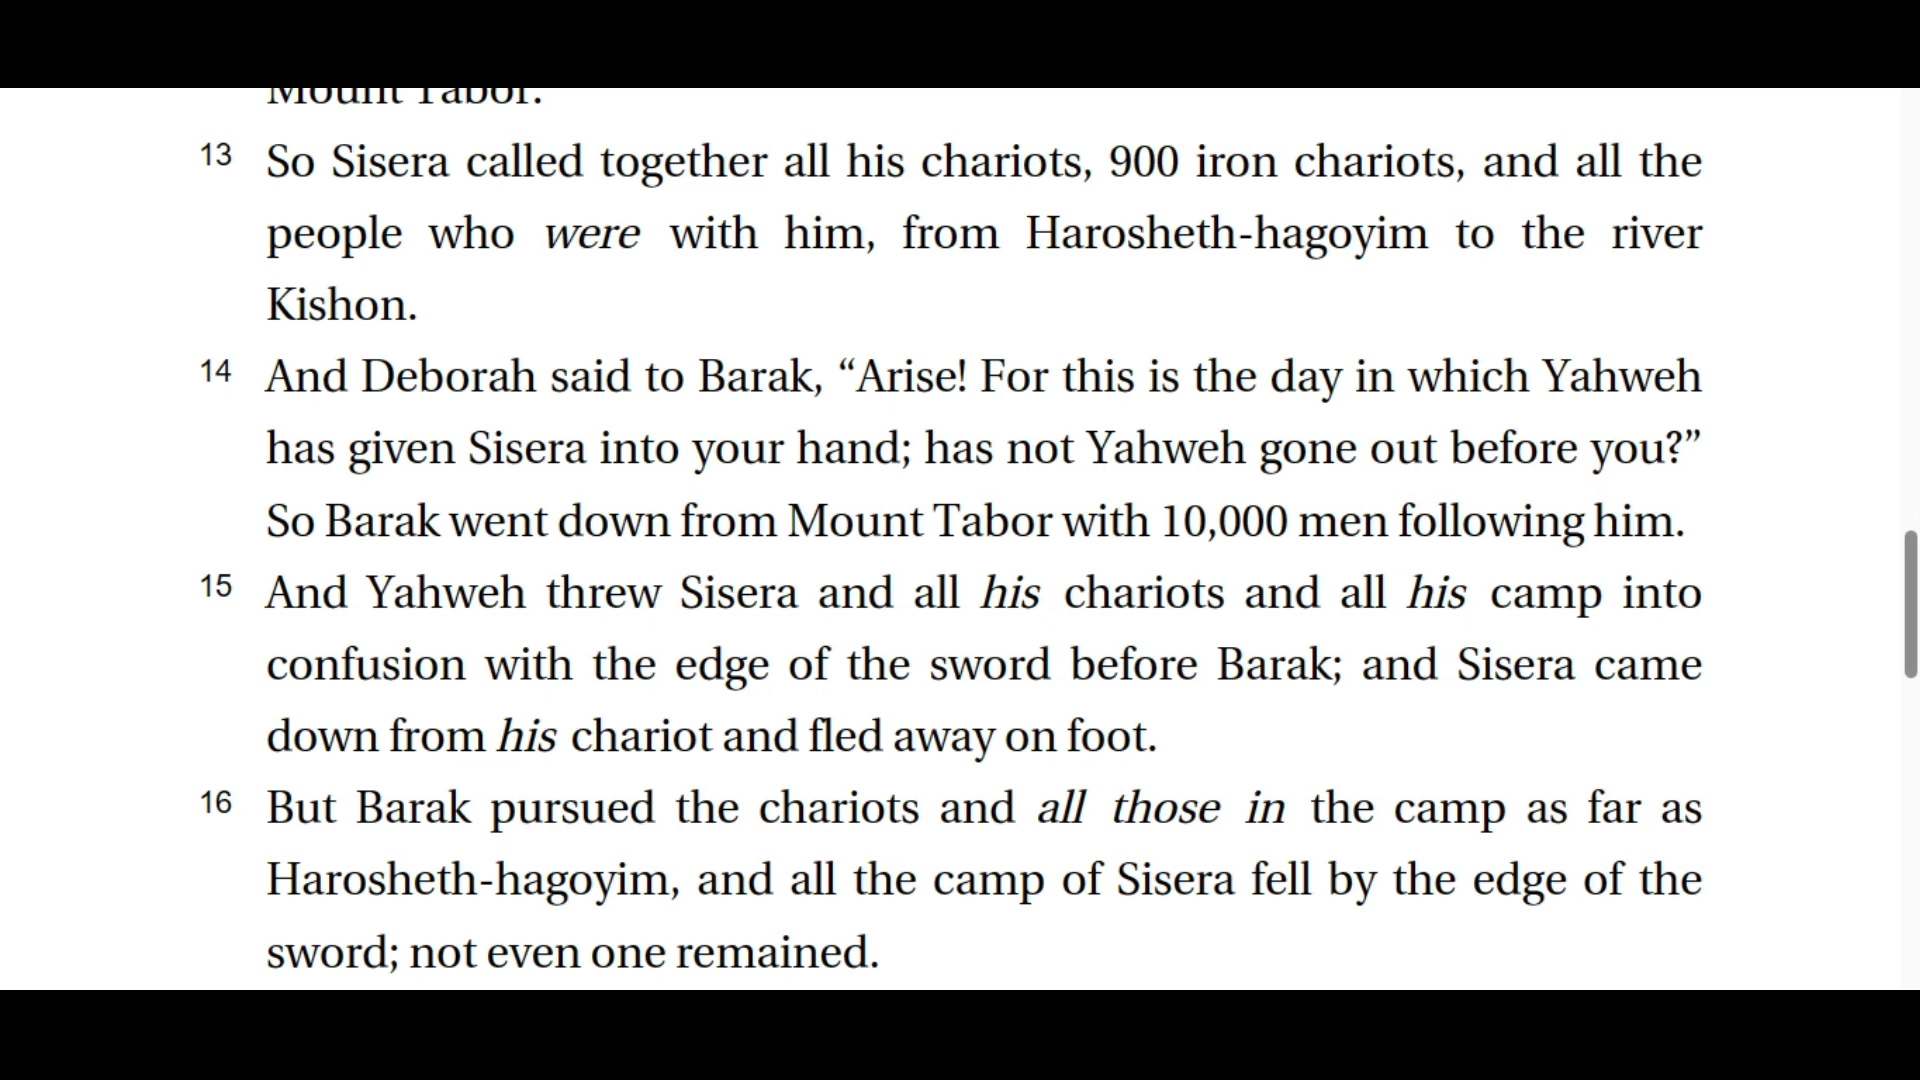 Mount Tabor.
13 So Sisera called together all his chariots, 900 iron chariots, and all the
people who were with him, from Harosheth-hagoyim to the river
Kishon.
14 And Deborah said to Barak, “Arise! For this is the day in which Yahweh
has given Sisera into your hand; has not Yahweh gone out before you?”
So Barak went down from Mount Tabor with 10,000 men following him.
15 And Yahweh threw Sisera and all his chariots and all his camp into
confusion with the edge of the sword before Barak; and Sisera came
down from his chariot and fled away on foot.
16 But Barak pursued the chariots and all those in the camp as far as
Harosheth-hagoyim, and all the camp of Sisera fell by the edge of the
sword; not even one remained.